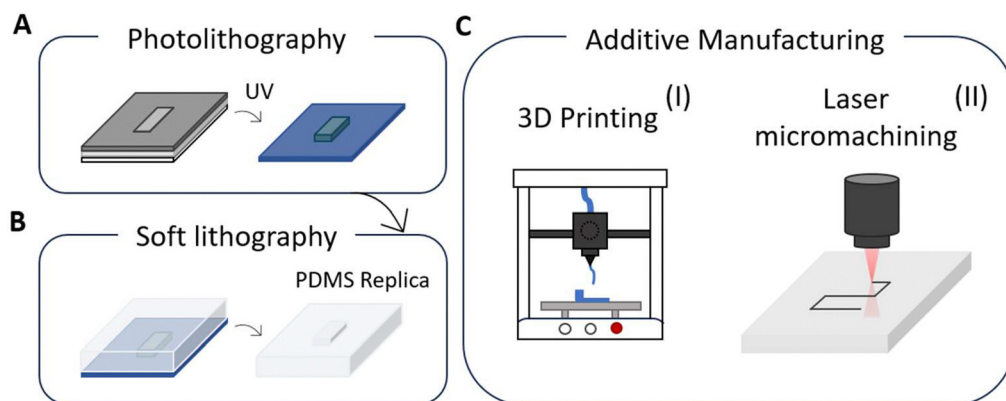 A
Photolithography
UV
B
Soft lithography
PDMS Replica
C
Additive Manufacturing
(I)
3D Printing
Laser
micromachining
(II)